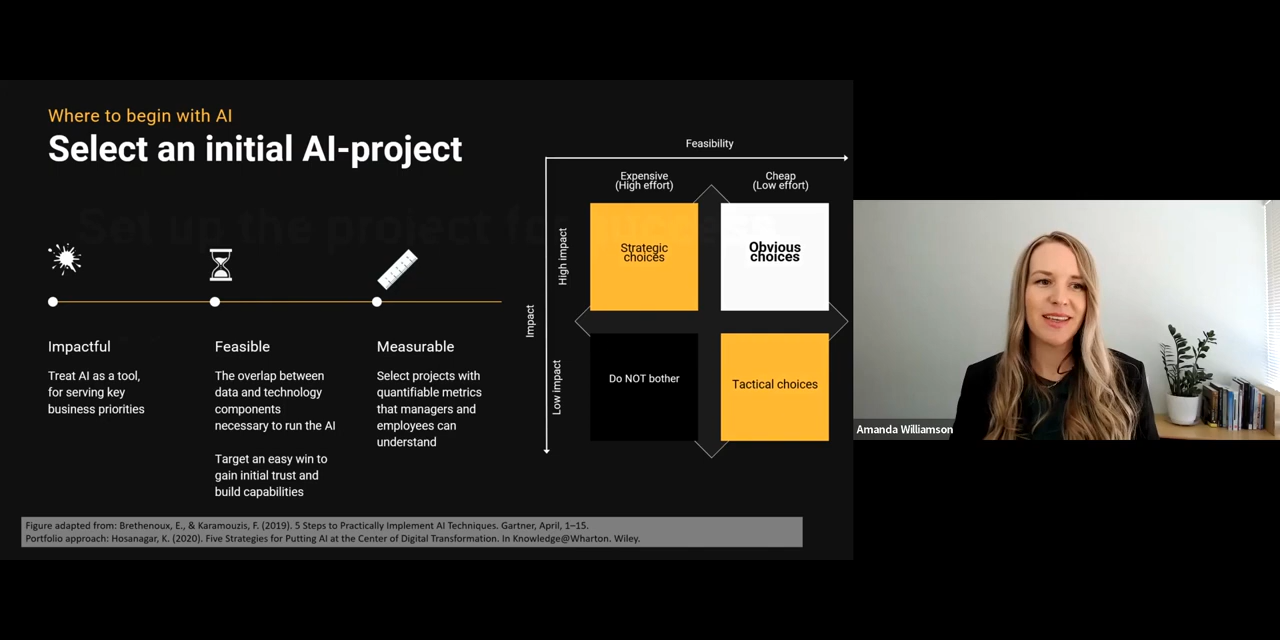 Where to begin with AI
Select an initial AI-project
Set up the project for success
Impactful
Treat AI as a tool,
for serving key
business priorities
Feasible
The overlap between
data and technology
components
necessary to run the AI
Target an easy win to
gain initial trust and
build capabilities
Measurable
Select projects with
quantifiable metrics
that managers and
employees can
understand
Feasibility
Expensive
(High effort)
Cheap
(Low effort)
Impact
High impact
Low impact
Strategic
choices
Obvious
choices
Do NOT bother
Tactical choices
Figure adapted from: Brethenoux, E., & Karamouzis, F. (2019). 5 Steps to Practically Implement AI Techniques. Gartner, April, 1–15.
Portfolio approach: Hosanagar, K. (2020). Five Strategies for Putting AI at the Center of Digital Transformation. In Knowledge@Wharton. Wiley.
Amanda Williamson